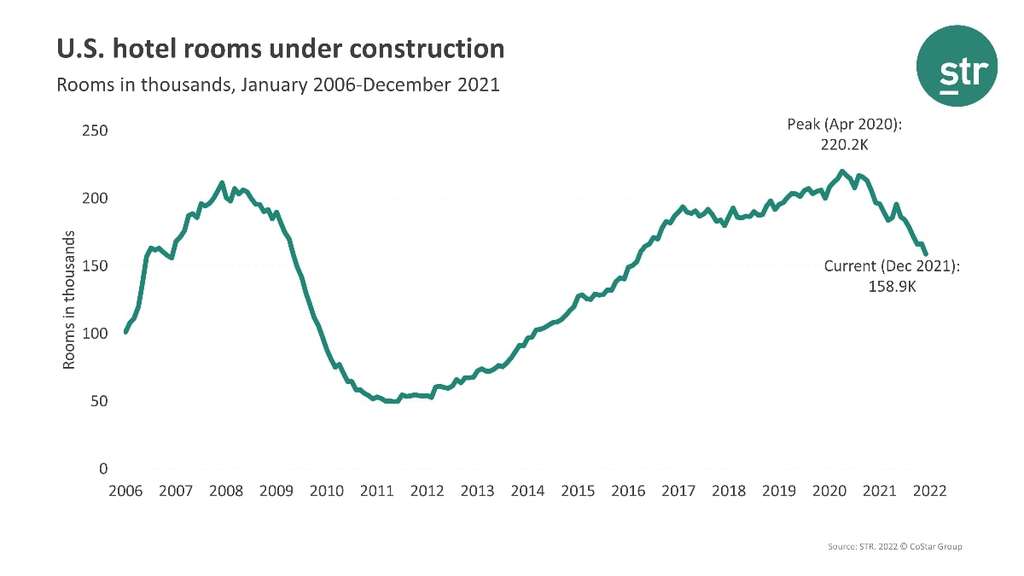 U.S. hotel rooms under construction
Rooms in thousands, January 2006-December 2021
str
Peak (Apr 2020):
220.2K
250
200
150
100
50
0
Rooms in thousands
Current (Dec 2021):
158.9K
2006 2007 2008 2009 2010 2011 2012 2013 2014 2015 2016 2017 2018 2019 2020 2021 2022
Source: STR. 2022 © CoStar Group